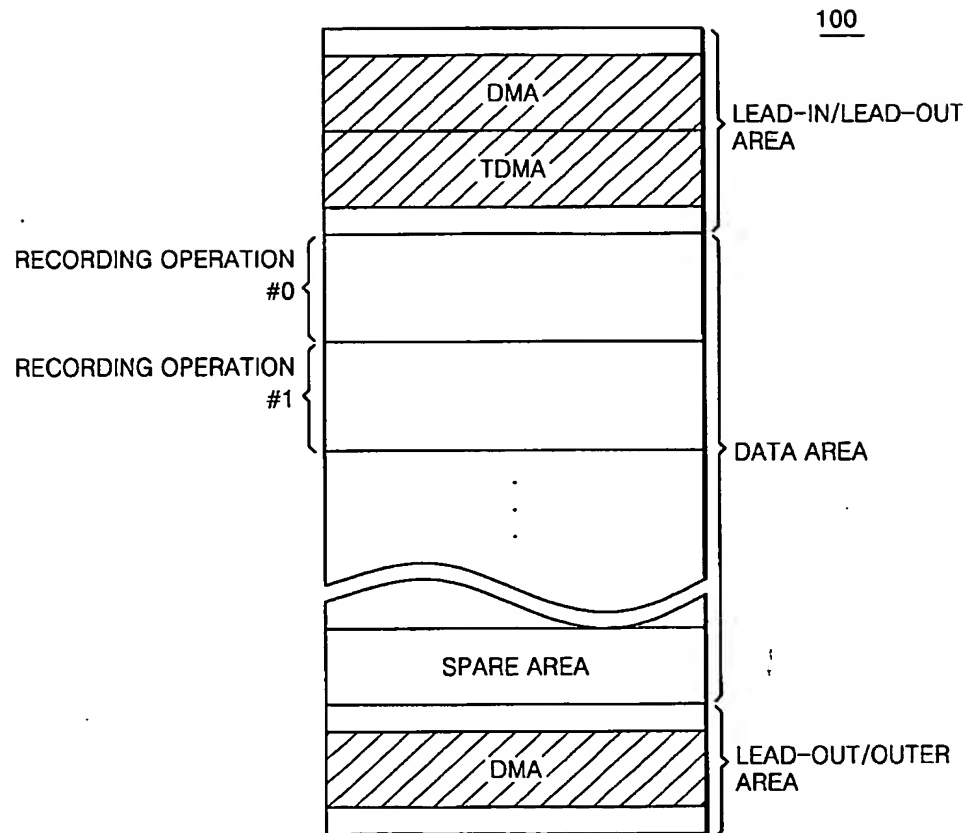 100
DMA
TDMA
LEAD-IN/LEAD-OUT
AREA
RECORDING OPERATION
#0
RECORDING OPERATION
#1
DATA AREA
SPARE AREA
DMA
LEAD-OUT/OUTER
AREA